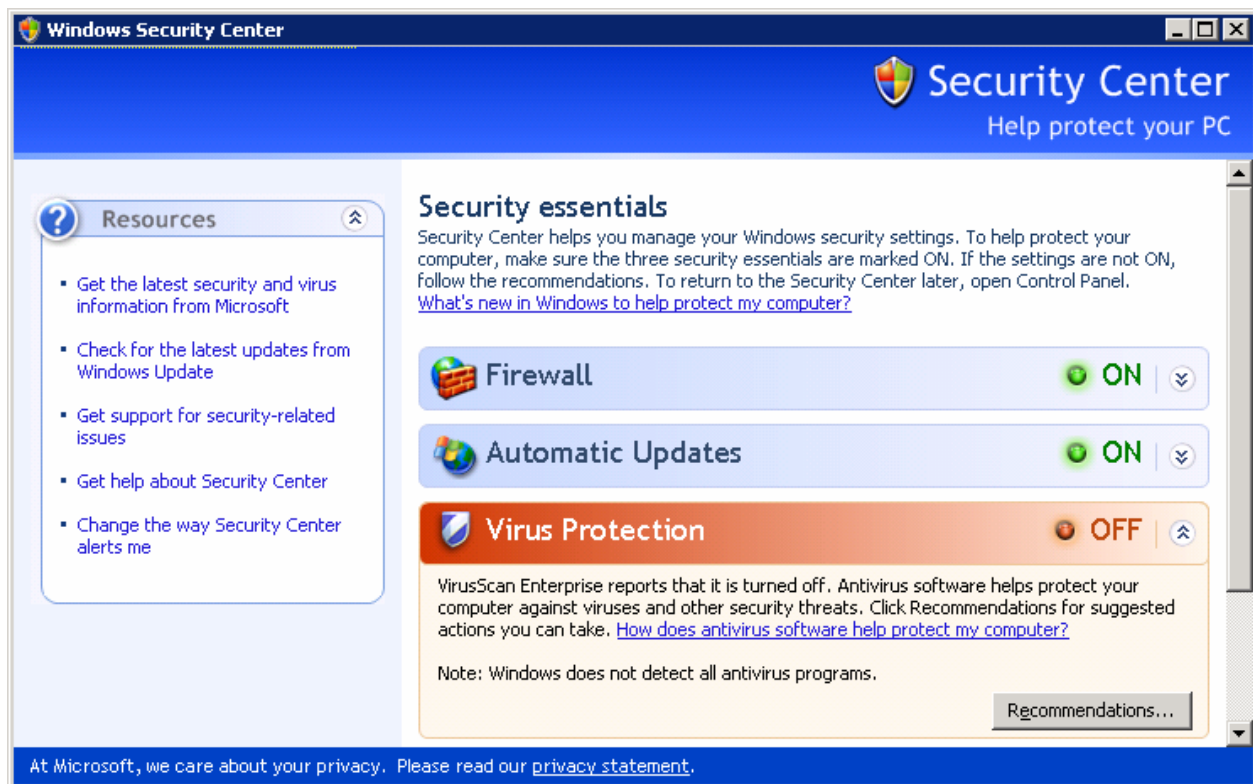 Windows Security Center
Security Center
Help protect your PC
Resources
Get the latest security and virus
information from Microsoft
Check for the latest updates from
Windows Update
Get support for security-related
issues
Get help about Security Center
Change the way Security Center
alerts me
Security essentials
Security Center helps you manage your Windows security settings. To help protect your
computer, make sure the three security essentials are marked ON. If the settings are not ON,
follow the recommendations. To return to the Security Center later, open Control Panel.
What's new in Windows to help protect my computer?
Firewall ON
Automatic Updates ON
Virus Protection OFF
VirusScan Enterprise reports that it is turned off. Antivirus software helps protect your
computer against viruses and other security threats. Click Recommendations for suggested
actions you can take. How does antivirus software help protect my computer?
Note: Windows does not detect all antivirus programs.
Recommendations...
At Microsoft, we care about your privacy. Please read our privacy statement.